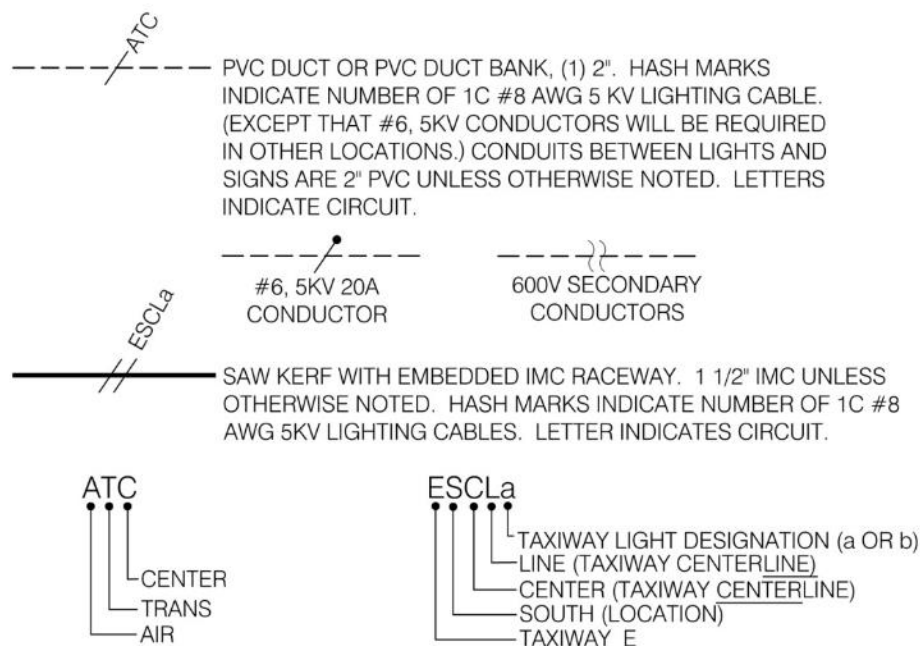 ATC
PVC DUCT OR PVC DUCT BANK, (1) 2". HASH MARKS
INDICATE NUMBER OF 1C #8 AWG 5 KV LIGHTING CABLE.
(EXCEPT THAT #6, 5KV CONDUCTORS WILL BE REQUIRED
IN OTHER LOCATIONS.) CONDUITS BETWEEN LIGHTS AND
SIGNS ARE 2" PVC UNLESS OTHERWISE NOTED. LETTERS
INDICATE CIRCUIT.
#6, 5KV 20A
CONDUCTOR
600V SECONDARY
CONDUCTORS
ESCLa
SAW KERF WITH EMBEDDED IMC RACEWAY. 1 1/2" IMC UNLESS
OTHERWISE NOTED. HASH MARKS INDICATE NUMBER OF 1C #8
AWG 5KV LIGHTING CABLES. LETTER INDICATES CIRCUIT.
ATC
CENTER
TRANS
AIR
ESCLa
TAXIWAY LIGHT DESIGNATION (a OR b)
LINE (TAXIWAY CENTERLINE)
CENTER (TAXIWAY CENTERLINE)
SOUTH (LOCATION)
TAXIWAY E